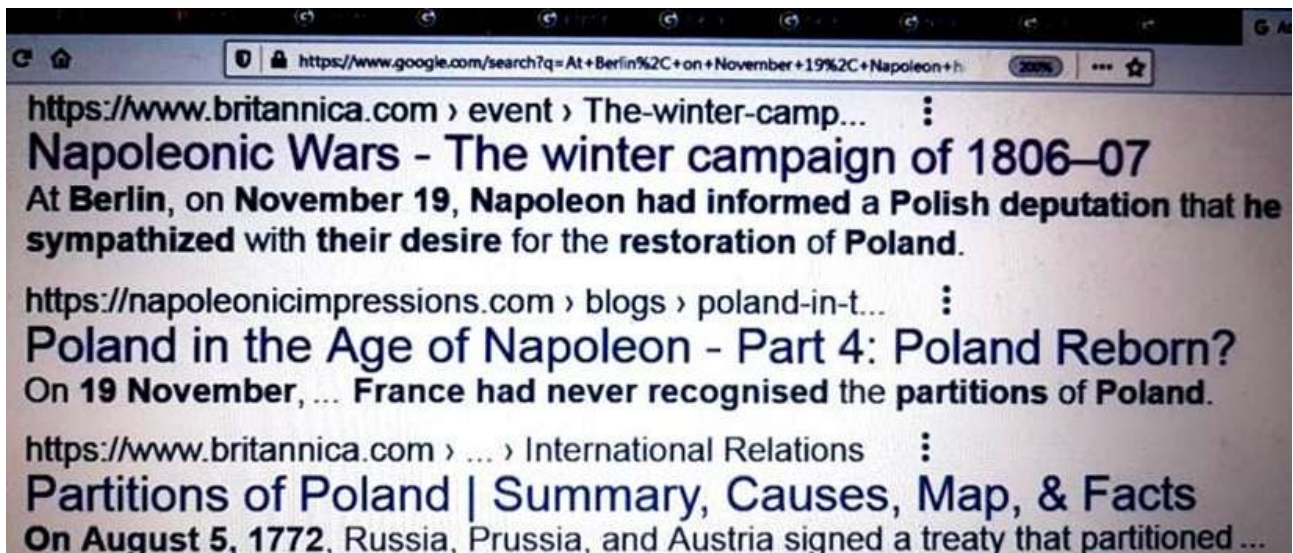 G
https://www.google.com/search?q=At+Berlin%2C+on+November+19%2C+Napoleon+h
200%
https://www.britannica.com › event › The-winter-camp...
Napoleonic Wars - The winter campaign of 1806–07
At Berlin, on November 19, Napoleon had informed a Polish deputation that he
sympathized with their desire for the restoration of Poland.
https://napoleonicimpressions.com › blogs › poland-in-t...
Poland in the Age of Napoleon - Part 4: Poland Reborn?
On 19 November, ... France had never recognised the partitions of Poland.
https://www.britannica.com › ... › International Relations
Partitions of Poland | Summary, Causes, Map, & Facts
On August 5, 1772, Russia, Prussia, and Austria signed a treaty that partitioned ...